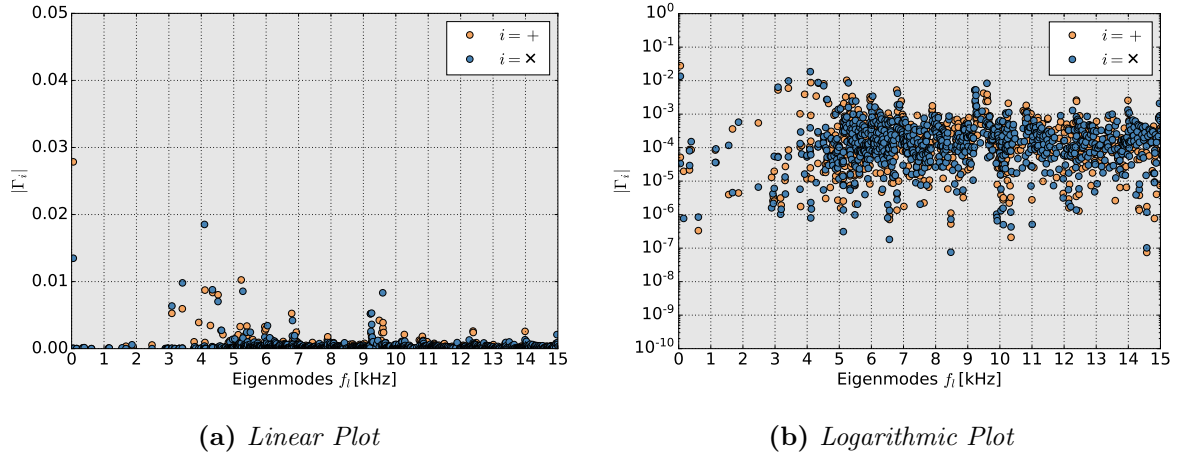 0.05
0.04
0.03
0.02
0.01
0.00
|Γ_i|
i = +
i = ×
0 1 2 3 4 5 6 7 8 9 10 11 12 13 14 15
Eigenmodes f_l [kHz]
(a) Linear Plot
10^0
10^-1
10^-2
10^-3
10^-4
10^-5
10^-6
10^-7
10^-8
10^-9
10^-10
|Γ_i|
i = +
i = ×
0 1 2 3 4 5 6 7 8 9 10 11 12 13 14 15
Eigenmodes f_l [kHz]
(b) Logarithmic Plot